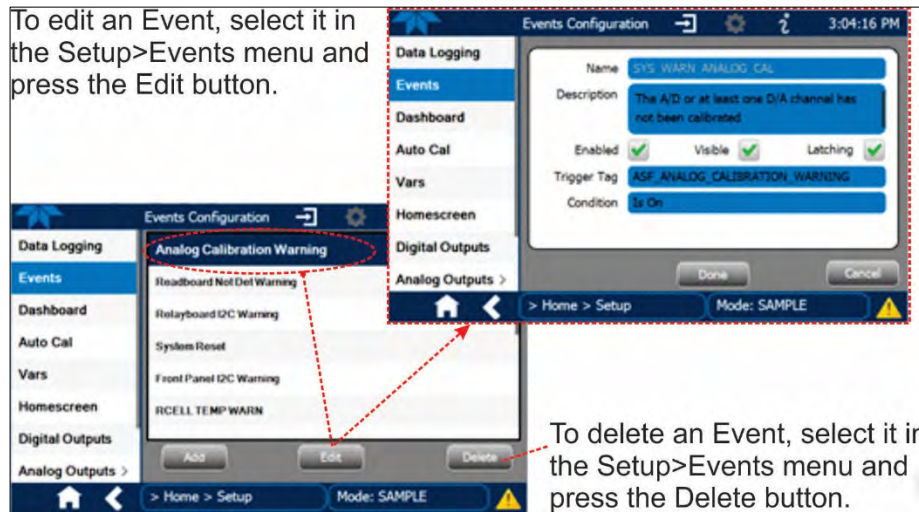 To edit an Event, select it in
the Setup>Events menu and
press the Edit button.
Events Configuration
3:04:16 PM
Data Logging
Events
Dashboard
Auto Cal
Vars
Homescreen
Digital Outputs
Analog Outputs >
Name SYS WARN ANALOG CAL
Description The A/D or at least one D/A channel has
not been calibrated
Enabled Visible Latching
Trigger Tag ASF_ANALOG_CALIBRATION_WARNING
Condition Is On
Done Cancel
> Home > Setup Mode: SAMPLE
Events Configuration
Data Logging
Events
Dashboard
Auto Cal
Vars
Homescreen
Digital Outputs
Analog Outputs >
Analog Calibration Warning
Readboard Not Det Warning
Relayboard I2C Warning
System Reset
Front Panel I2C Warning
RCELL TEMP WARN
Add Edit Delete
> Home > Setup Mode: SAMPLE
To delete an Event, select it in
the Setup>Events menu and
press the Delete button.